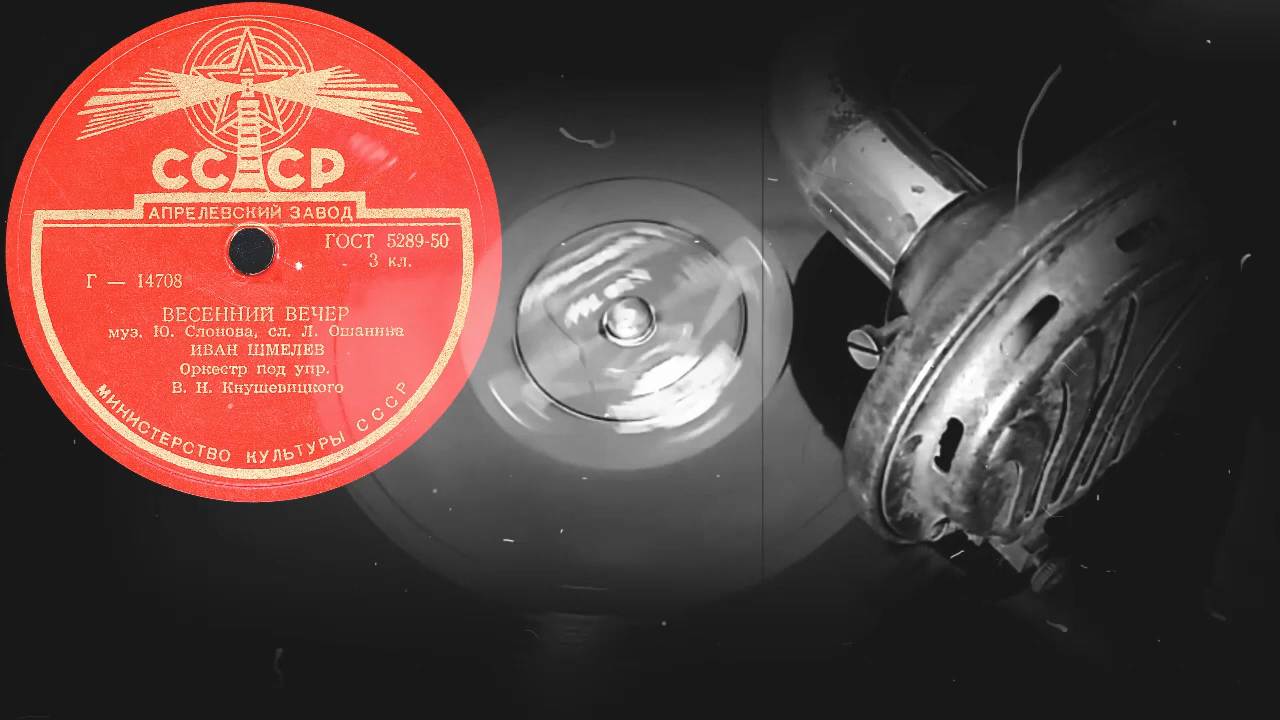 СССР
АПРЕЛЕВСКИЙ ЗАВОД
ГОСТ 5289-50
3 кл.
Г — 14708
ВЕСЕННИЙ ВЕЧЕР
муз. Ю. Слонова, сл. Л. Ошанина
ИВАН ШМЕЛЕВ
Оркестр под упр.
В. Н. Кнушевицкого
МИНИСТЕРСТВО КУЛЬТУРЫ СССР